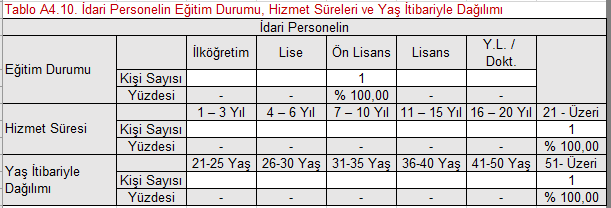 Tablo A4.10. İdari Personelin Eğitim Durumu, Hizmet Süreleri ve Yaş İtibariyle Dağılımı
İdari Personelin
Eğitim Durumu İlköğretim Lise Ön Lisans Lisans Y.L. / Dokt.
Kişi Sayısı 1
Yüzdesi - - % 100,00 - -
Hizmet Süresi 1 – 3 Yıl 4 – 6 Yıl 7 – 10 Yıl 11 – 15 Yıl 16 – 20 Yıl 21 - Üzeri
Kişi Sayısı 1
Yüzdesi - - - - - % 100,00
Yaş İtibariyle Dağılımı 21-25 Yaş 26-30 Yaş 31-35 Yaş 36-40 Yaş 41-50 Yaş 51- Üzeri
Kişi Sayısı 1
Yüzdesi - - - - - % 100,00